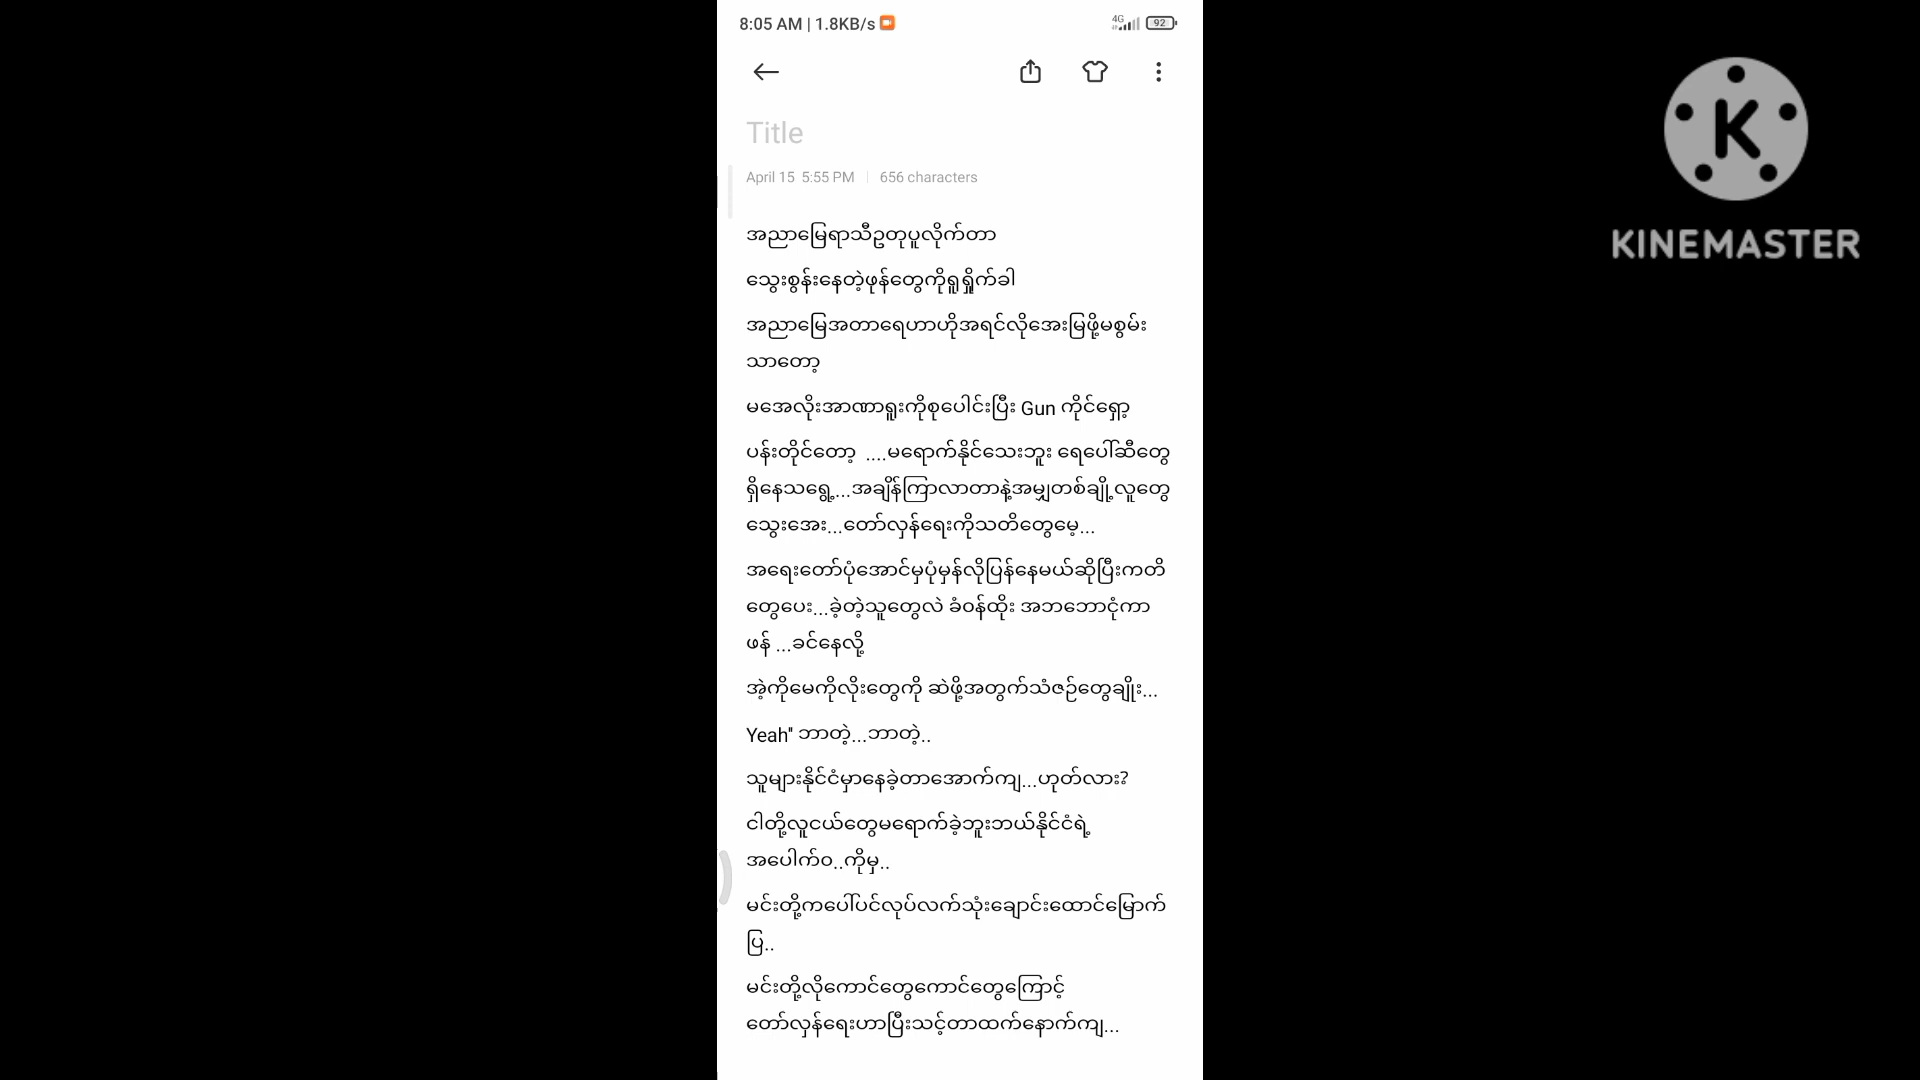 8:05 AM | 1.8KB/s
4G
92
Title
April 15 5:55 PM | 656 characters
အညာမြေရာသီဥတုပူလိုက်တာ
သွေးစွန်းနေတဲ့ဖုန်တွေကိုရှူရှိုက်ခါ
အညာမြေအတာရေဟာဟိုအရင်လိုအေးမြဖို့မစွမ်း
သာတော့
မအေလိုးအာဏာရူးကိုစုပေါင်းပြီး Gun ကိုင်ရှော့
ပန်းတိုင်တော့ ....မရောက်နိုင်သေးဘူး ရေပေါ်ဆီတွေ
ရှိနေသရွေ့...အချိန်ကြာလာတာနဲ့အမျှတစ်ချို့လူတွေ
သွေးအေး...တော်လှန်ရေးကိုသတိတွေမေ့...
အရေးတော်ပုံအောင်မှပုံမှန်လိုပြန်နေမယ်ဆိုပြီးကတိ
တွေပေး...ခဲ့တဲ့သူတွေလဲ ခံဝန်ထိုး အဘဘောငုံကာ
ဖန် ...ခင်နေလို့
အဲ့ကိုမေကိုလိုးတွေကို ဆဲဖို့အတွက်သံဇဉ်တွေချိုး...
Yeah" ဘာတဲ့...ဘာတဲ့..
သူများနိုင်ငံမှာနေခဲ့တာအောက်ကျ...ဟုတ်လား?
ငါတို့လူငယ်တွေမရောက်ခဲ့ဘူးဘယ်နိုင်ငံရဲ့
အပေါက်ဝ..ကိုမှ..
မင်းတို့ကပေါ်ပင်လုပ်လက်သုံးချောင်းထောင်မြောက်
ပြ..
မင်းတို့လိုကောင်တွေကောင်တွေကြောင့်
တော်လှန်ရေးဟာပြီးသင့်တာထက်နောက်ကျ...
K
KINEMASTER